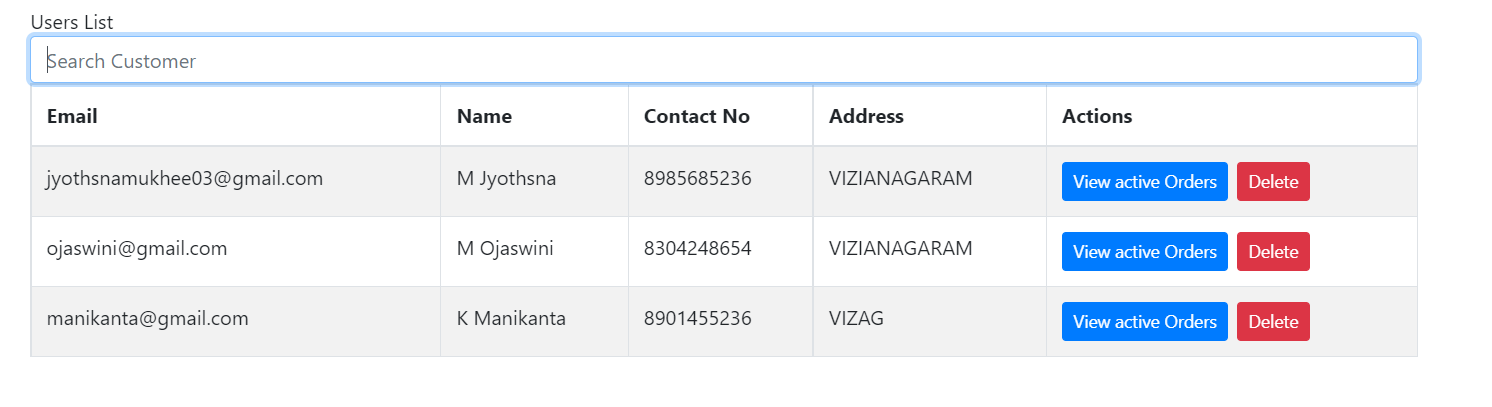 Users List
Search Customer
Email Name Contact No Address Actions
jyothsnamukhee03@gmail.com M Jyothsna 8985685236 VIZIANAGARAM View active Orders Delete
ojaswini@gmail.com M Ojaswini 8304248654 VIZIANAGARAM View active Orders Delete
manikanta@gmail.com K Manikanta 8901455236 VIZAG View active Orders Delete